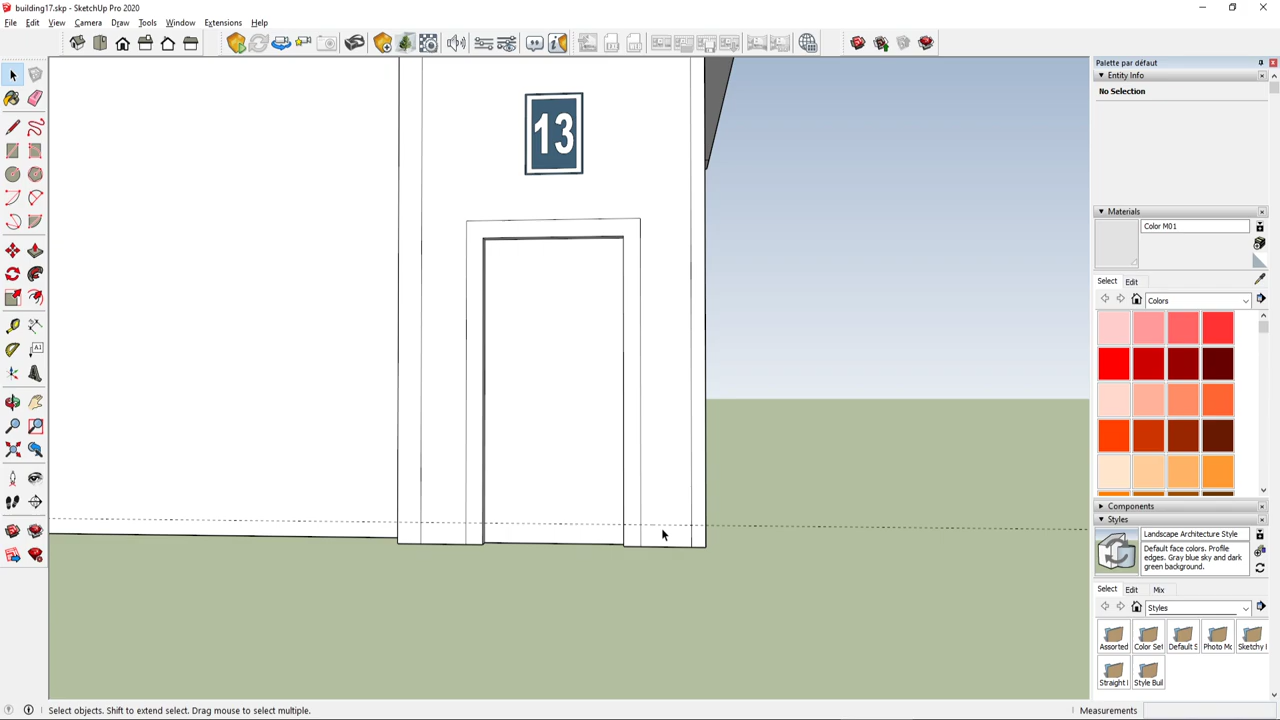 building17.skp - SketchUp Pro 2020
File Edit View Camera Draw Tools Window Extensions Help
Palette par défaut
Entity Info
No Selection
13
Materials
Color M01
Select Edit
Colors
Components
Styles
Landscape Architecture Style
Default face colors. Profile
edges. Gray blue sky and dark
green background.
Select Edit Mix
Styles
Assorted Color Set Default S Photo Mo Sketchy I
Straight I Style Buil
Select objects. Shift to extend select. Drag mouse to select multiple.
Measurements